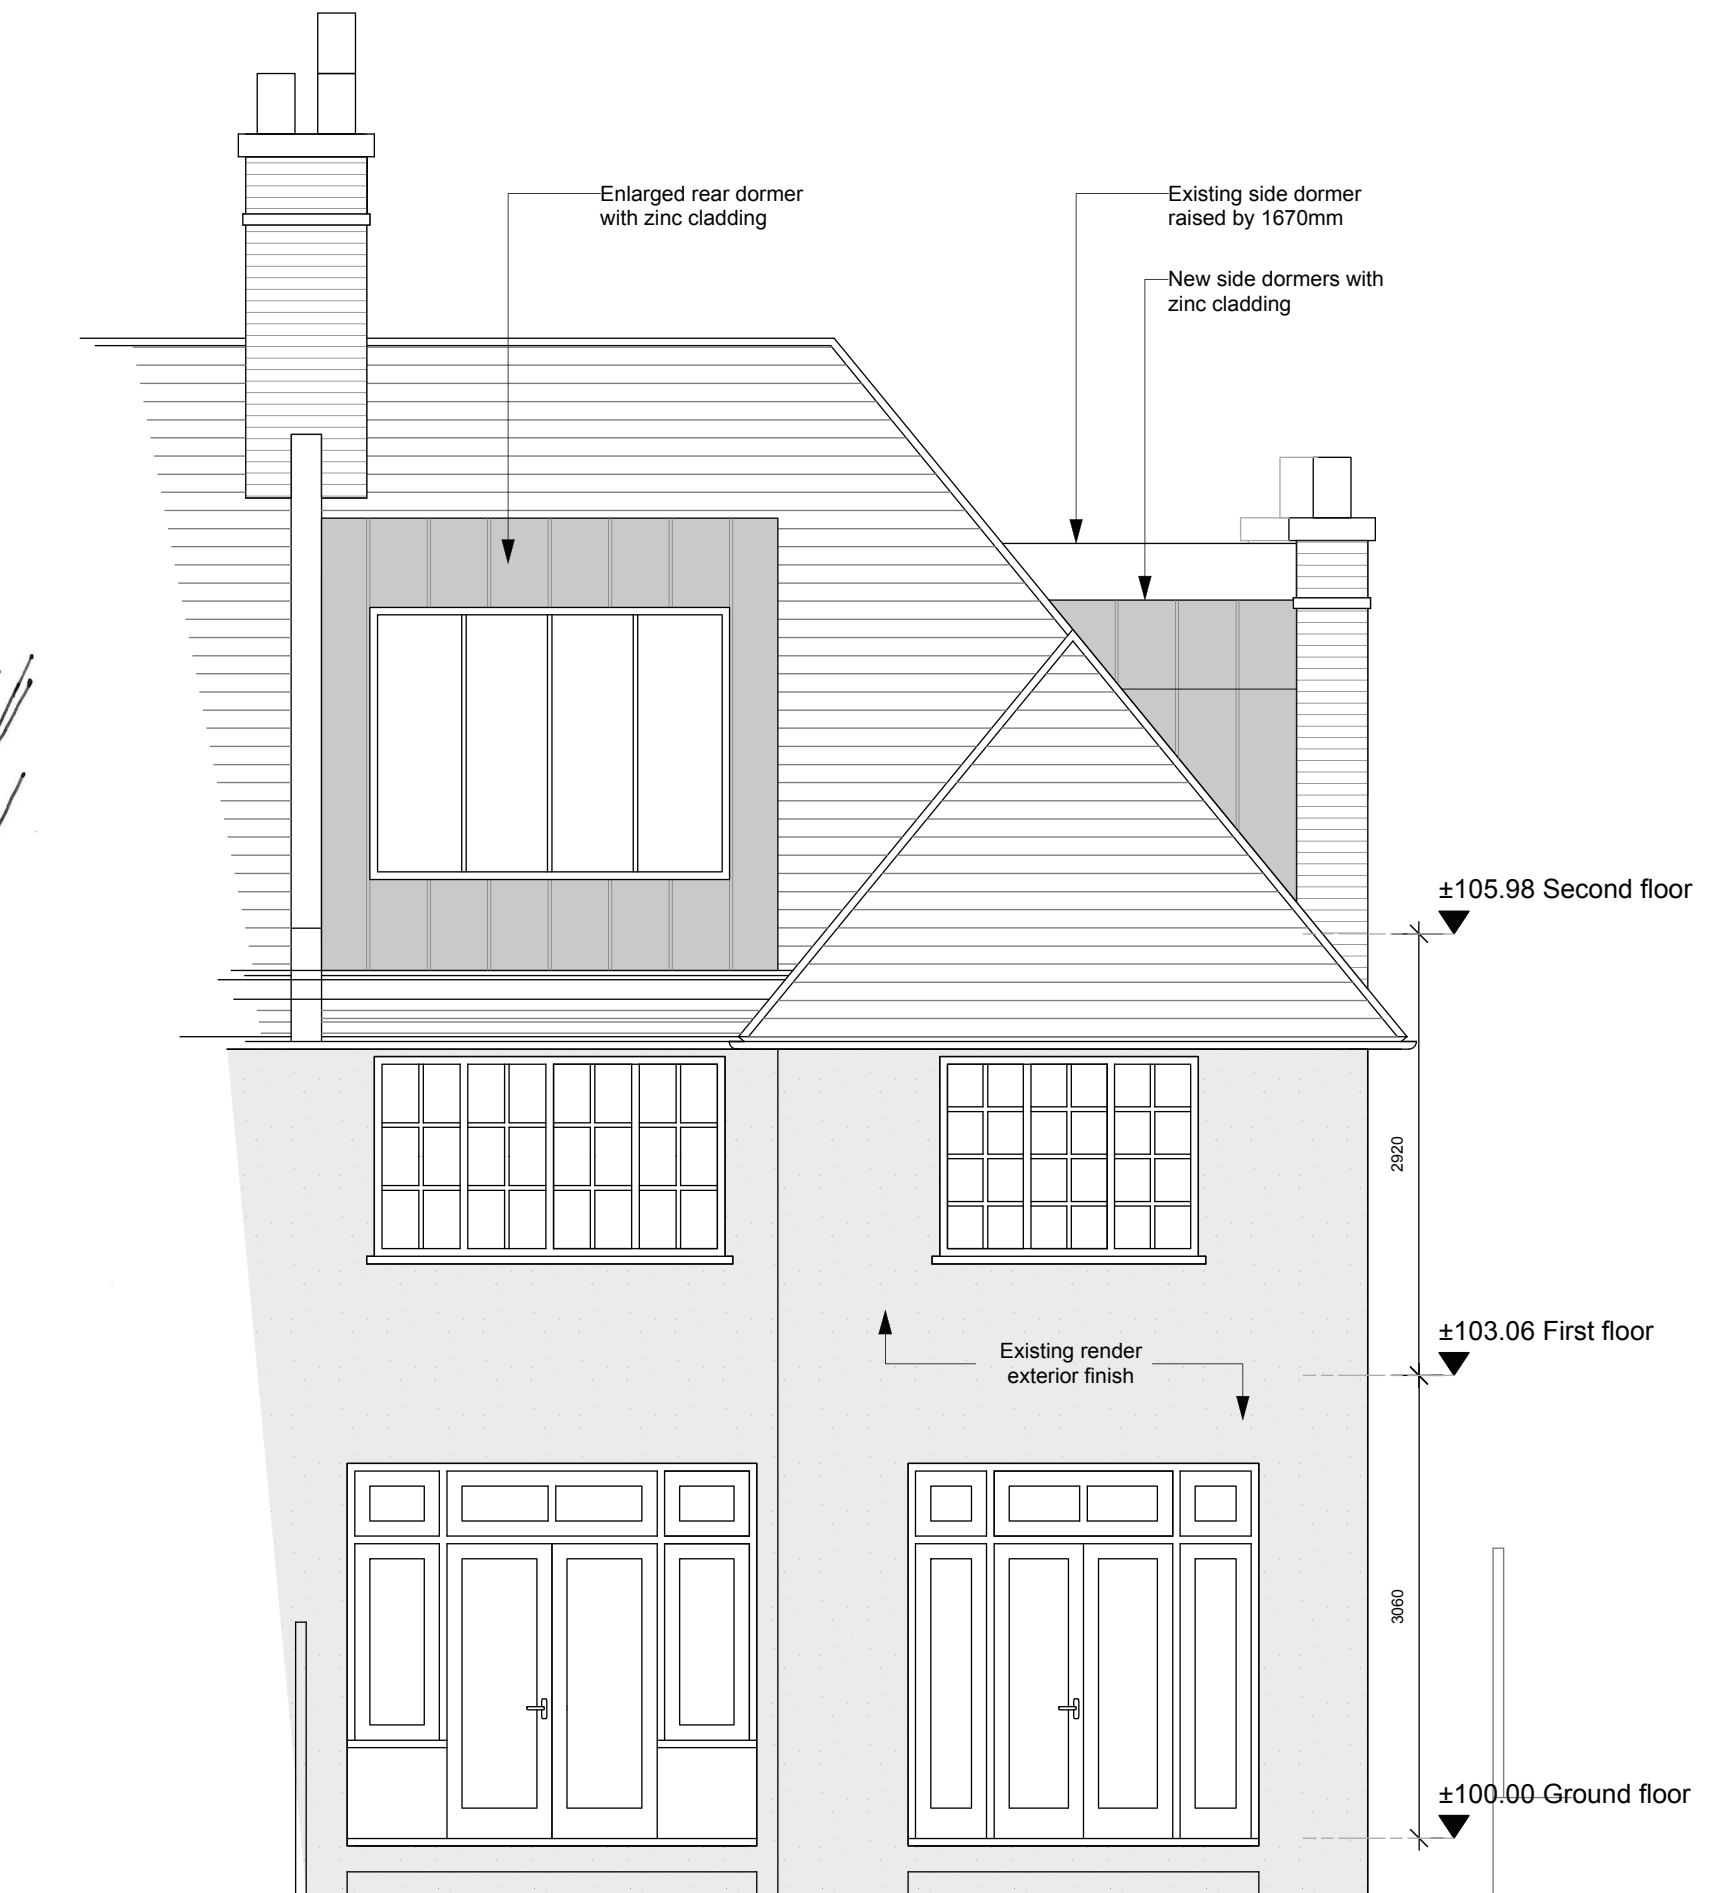 Enlarged rear dormer
with zinc cladding
Existing side dormer
raised by 1670mm
New side dormers with
zinc cladding
±105.98 Second floor
2920
±103.06 First floor
Existing render
exterior finish
3060
±100.00 Ground floor